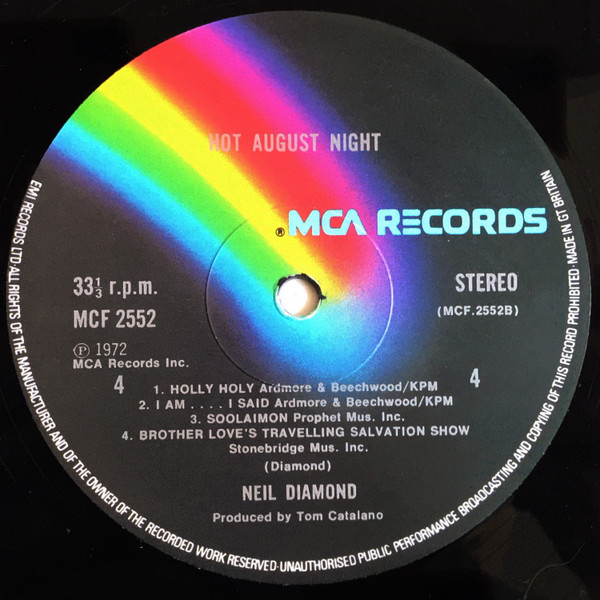 HOT AUGUST NIGHT
® MCA RECORDS
33⅓ r.p.m.
MCF 2552
STEREO
(MCF.2552B)
Ⓟ 1972
MCA Records Inc.
4
4
1. HOLLY HOLY Ardmore & Beechwood/KPM
2. I AM . . . . I SAID Ardmore & Beechwood/KPM
3. SOOLAIMON Prophet Mus. Inc.
4. BROTHER LOVE'S TRAVELLING SALVATION SHOW
Stonebridge Mus. Inc.
(Diamond)
NEIL DIAMOND
Produced by Tom Catalano
EMI RECORDS LTD·ALL RIGHTS OF THE MANUFACTURER AND OF THE OWNER OF THE RECORDED WORK RESERVED·UNAUTHORISED PUBLIC PERFORMANCE BROADCASTING AND COPYING OF THIS RECORD PROHIBITED·MADE IN GT BRITAIN